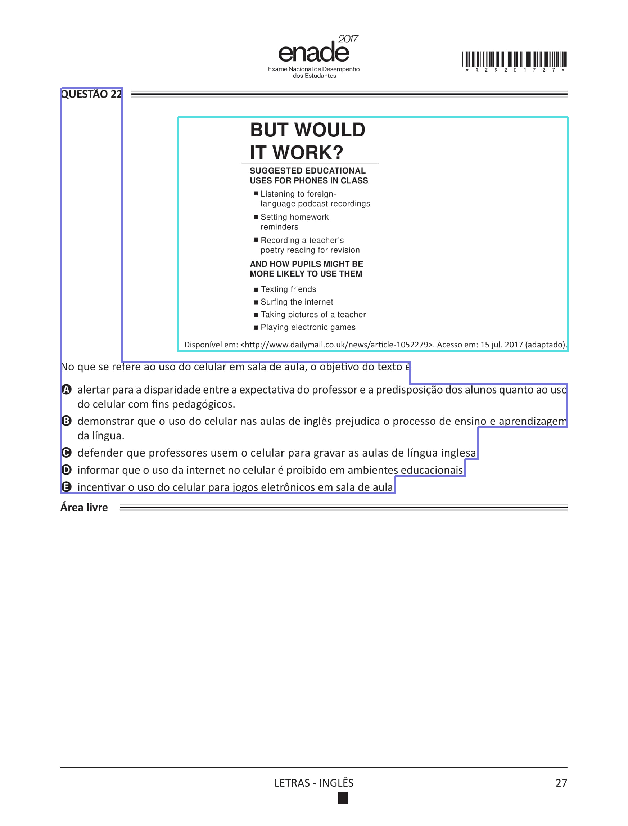 enade 2017
Exame Nacional de Desempenho
dos Estudantes
*R2220172 7*
QUESTÃO 22
BUT WOULD
IT WORK?
SUGGESTED EDUCATIONAL
USES FOR PHONES IN CLASS
■ Listening to foreign-
language podcast recordings
■ Setting homework
reminders
■ Recording a teacher's
poetry reading for revision
AND HOW PUPILS MIGHT BE
MORE LIKELY TO USE THEM
■ Texting friends
■ Surfing the internet
■ Taking pictures of a teacher
■ Playing electronic games
Disponível em: <http://www.dailymail.co.uk/news/article-1052279>. Acesso em: 15 jul. 2017 (adaptado).
No que se refere ao uso do celular em sala de aula, o objetivo do texto é
A alertar para a disparidade entre a expectativa do professor e a predisposição dos alunos quanto ao uso
do celular com fins pedagógicos.
B demonstrar que o uso do celular nas aulas de inglês prejudica o processo de ensino e aprendizagem
da língua.
C defender que professores usem o celular para gravar as aulas de língua inglesa
D informar que o uso da internet no celular é proibido em ambientes educacionais
E incentivar o uso do celular para jogos eletrônicos em sala de aula
Área livre
LETRAS - INGLÊS
27